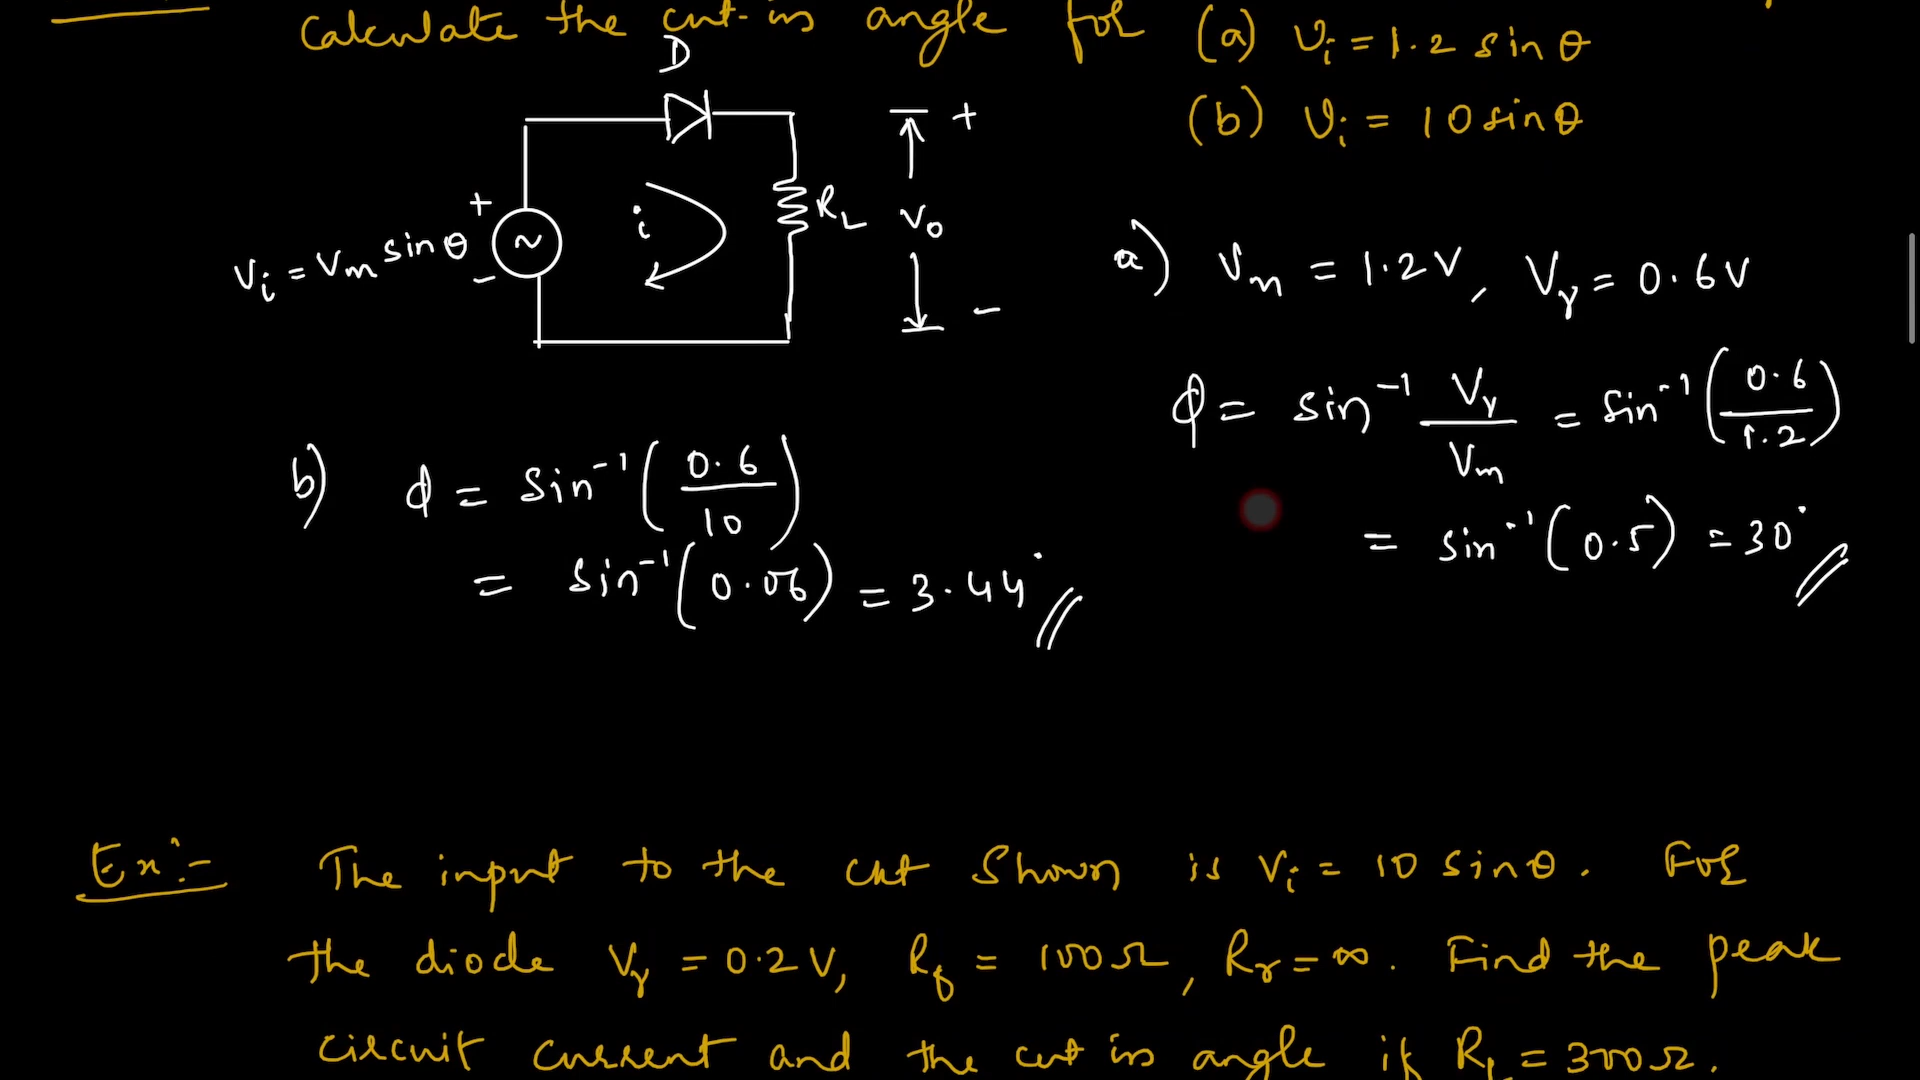 Calculate the cut-in angle for (a) Vi = 1.2 sin θ
(b) Vi = 10 sin θ
D
+
Vi = Vm sin θ
-
i
RL
+
Vo
-
a) Vm = 1.2 V, Vγ = 0.6 V
ϕ = sin⁻¹ Vγ/Vm = sin⁻¹ (0.6/1.2)
= sin⁻¹ (0.5) = 30°
b) ϕ = sin⁻¹ (0.6/10)
= sin⁻¹ (0.06) = 3.44°
Ex:- The input to the ckt shown is Vi = 10 sin θ. For
the diode Vγ = 0.2 V, Rf = 100 Ω, Rr = ∞. Find the peak
circuit current and the cut in angle if RL = 300 Ω.